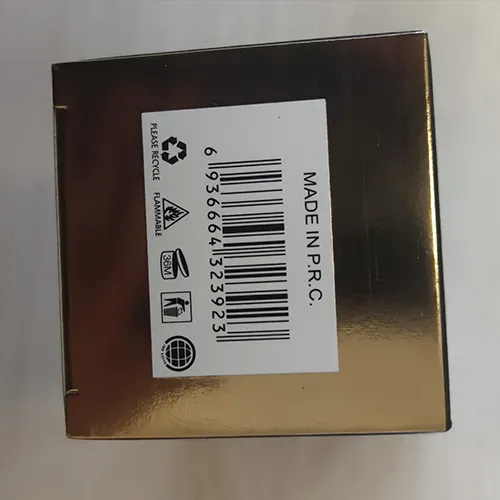 MADE IN P.R.C.
6 936664 323923
PLEASE RECYCLE
FLAMMABLE
36M